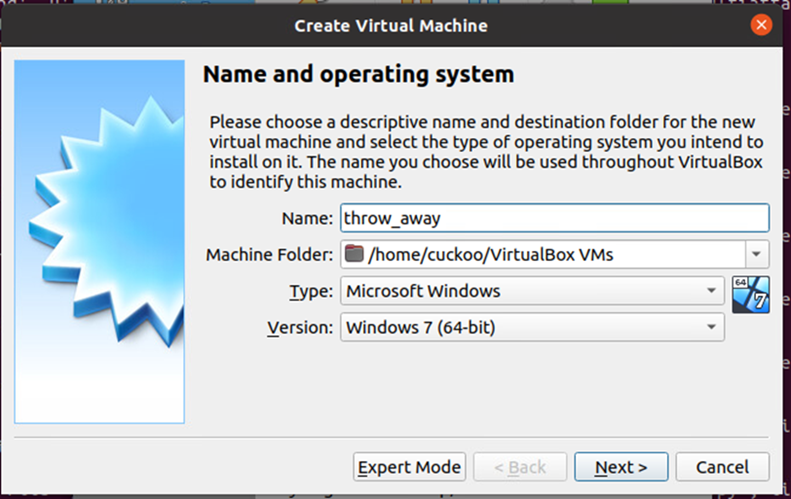 Create Virtual Machine
Name and operating system
Please choose a descriptive name and destination folder for the new
virtual machine and select the type of operating system you intend to
install on it. The name you choose will be used throughout VirtualBox
to identify this machine.
Name: throw_away
Machine Folder: /home/cuckoo/VirtualBox VMs
Type: Microsoft Windows
64
7
Version: Windows 7 (64-bit)
Expert Mode < Back Next > Cancel